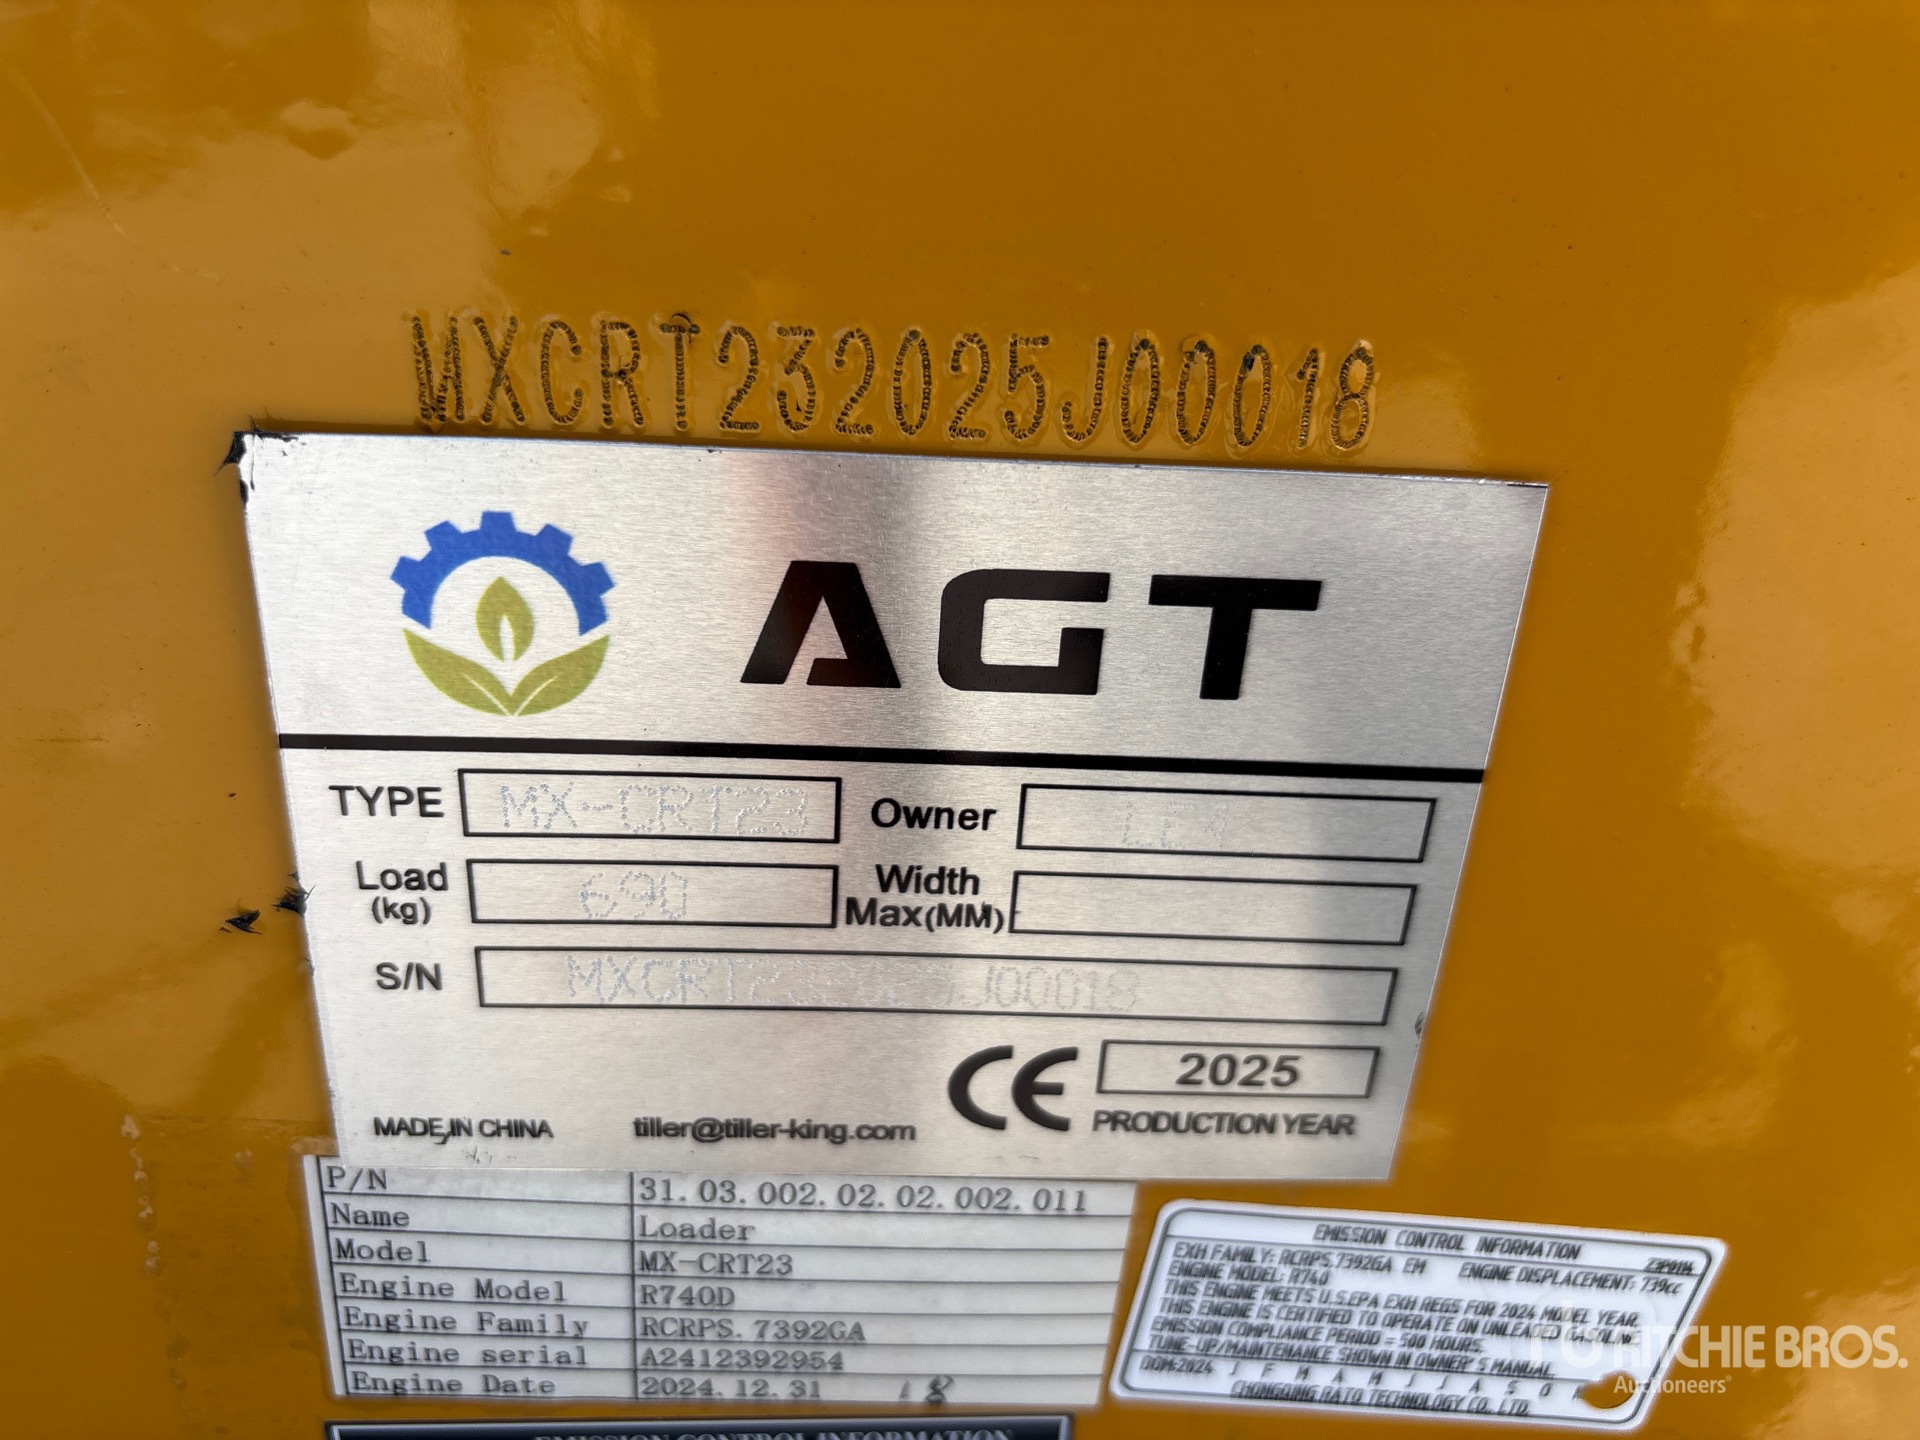 MXCRT232025J00018
AGT
TYPE MX-CRT23 Owner
Load (kg) 690 Width Max(MM)
S/N MXCRT232025J00018
CE 2025
MADE IN CHINA tiller@tiller-king.com PRODUCTION YEAR
P/N 31.03.002.02.02.002.011
Name Loader
Model MX-CRT23
Engine Model R740D
Engine Family RCRPS.7392GA
Engine serial A2412392954
Engine Date 2024.12.31 18
EMISSION CONTROL INFORMATION
EXH FAMILY: RCRPS.7392GA EM ENGINE DISPLACEMENT: 739cc
ENGINE MODEL: R740
THIS ENGINE MEETS U.S.EPA EXH REGS FOR 2024 MODEL YEAR.
THIS ENGINE IS CERTIFIED TO OPERATE ON UNLEADED GASOLINE
EMISSION COMPLIANCE PERIOD = 500 HOURS.
TUNE-UP/MAINTENANCE SHOWN IN OWNER'S MANUAL.
DOM:2024 J F M A M J J A S O
CHONGQING RATO TECHNOLOGY CO., LTD.
RITCHIE BROS.
Auctioneers
EMISSION CONTROL INFORMATION